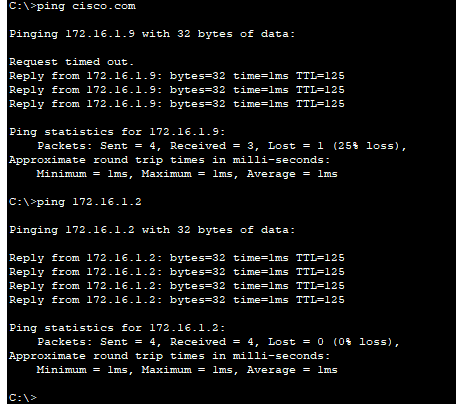 C:\>ping cisco.com
Pinging 172.16.1.9 with 32 bytes of data:
Request timed out.
Reply from 172.16.1.9: bytes=32 time=1ms TTL=125
Reply from 172.16.1.9: bytes=32 time=1ms TTL=125
Reply from 172.16.1.9: bytes=32 time=1ms TTL=125
Ping statistics for 172.16.1.9:
Packets: Sent = 4, Received = 3, Lost = 1 (25% loss),
Approximate round trip times in milli-seconds:
Minimum = 1ms, Maximum = 1ms, Average = 1ms
C:\>ping 172.16.1.2
Pinging 172.16.1.2 with 32 bytes of data:
Reply from 172.16.1.2: bytes=32 time=1ms TTL=125
Reply from 172.16.1.2: bytes=32 time=1ms TTL=125
Reply from 172.16.1.2: bytes=32 time=1ms TTL=125
Reply from 172.16.1.2: bytes=32 time=1ms TTL=125
Ping statistics for 172.16.1.2:
Packets: Sent = 4, Received = 4, Lost = 0 (0% loss),
Approximate round trip times in milli-seconds:
Minimum = 1ms, Maximum = 1ms, Average = 1ms
C:\>